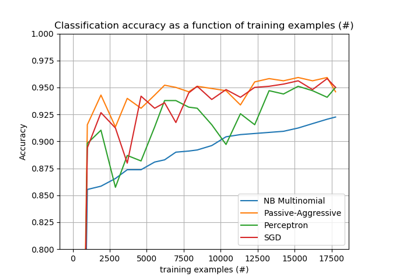 Classification accuracy as a function of training examples (#)
1.000
0.975
0.950
0.925
0.900
0.875
0.850
0.825
0.800
Accuracy
NB Multinomial
Passive-Aggressive
Perceptron
SGD
0 2500 5000 7500 10000 12500 15000 17500
training examples (#)